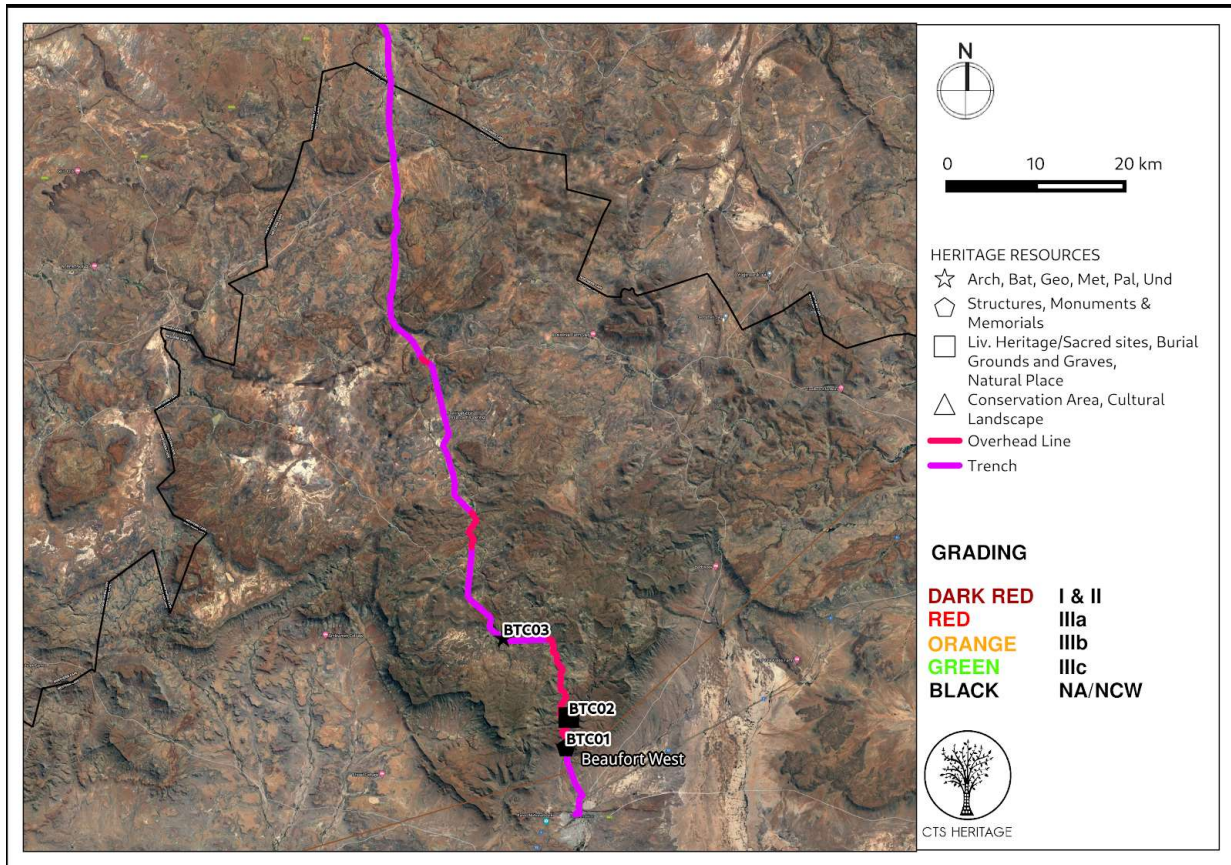 BTC03
BTC02
BTC01
Beaufort West
N
0 10 20 km
HERITAGE RESOURCES
Arch, Bat, Geo, Met, Pal, Und
Structures, Monuments &
Memorials
Liv. Heritage/Sacred sites, Burial
Grounds and Graves,
Natural Place
Conservation Area, Cultural
Landscape
Overhead Line
Trench
GRADING
DARK RED I & II
RED IIIa
ORANGE IIIb
GREEN IIIc
BLACK NA/NCW
CTS HERITAGE